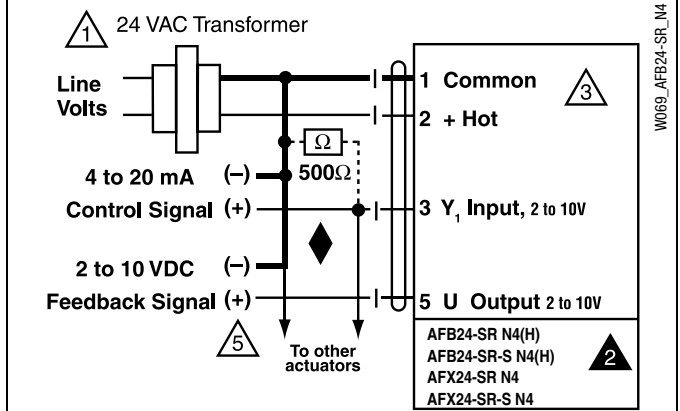 1 24 VAC Transformer
Line
Volts
1 Common
3
2 + Hot
Ω
500Ω
4 to 20 mA (–)
Control Signal (+)
3 Y1 Input, 2 to 10V
2 to 10 VDC (–)
Feedback Signal (+)
5 U Output 2 to 10V
5
To other
actuators
AFB24-SR N4(H)
AFB24-SR-S N4(H)
AFX24-SR N4
AFX24-SR-S N4
2
W069_AFB24-SR_N4